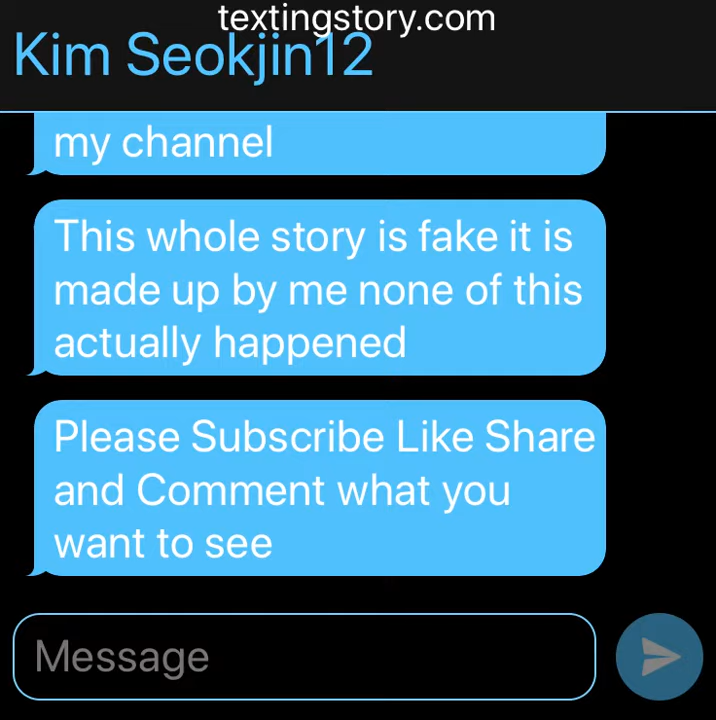 textingstory.com
Kim Seokjin12
my channel
This whole story is fake it is
made up by me none of this
actually happened
Please Subscribe Like Share
and Comment what you
want to see
Message